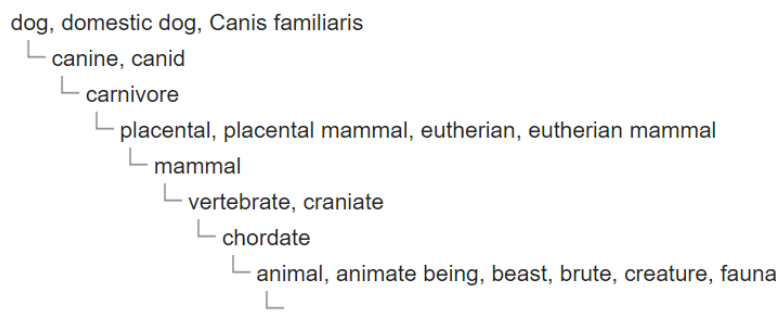 dog, domestic dog, Canis familiaris
canine, canid
carnivore
placental, placental mammal, eutherian, eutherian mammal
mammal
vertebrate, craniate
chordate
animal, animate being, beast, brute, creature, fauna